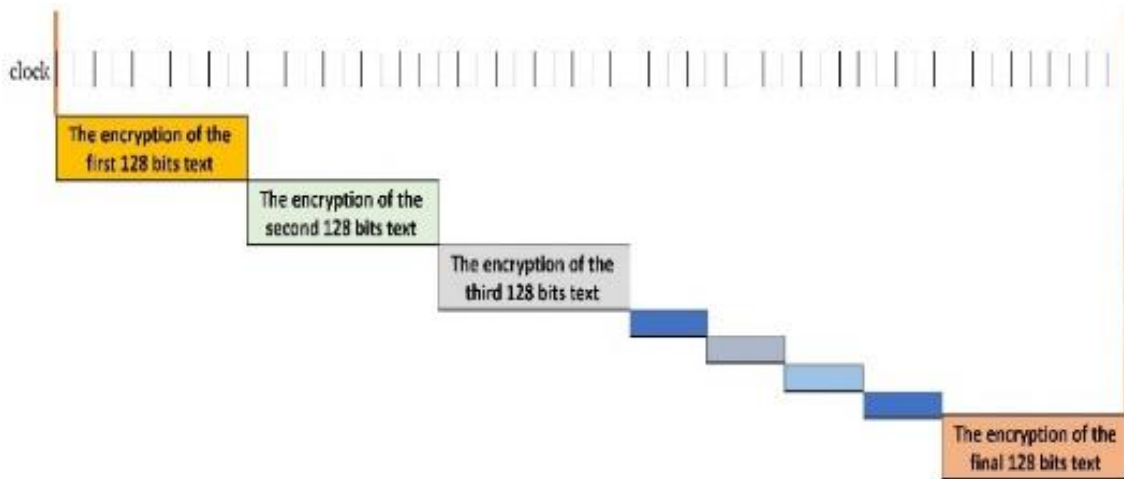 clock
The encryption of the
first 128 bits text
The encryption of the
second 128 bits text
The encryption of the
third 128 bits text
The encryption of the
final 128 bits text